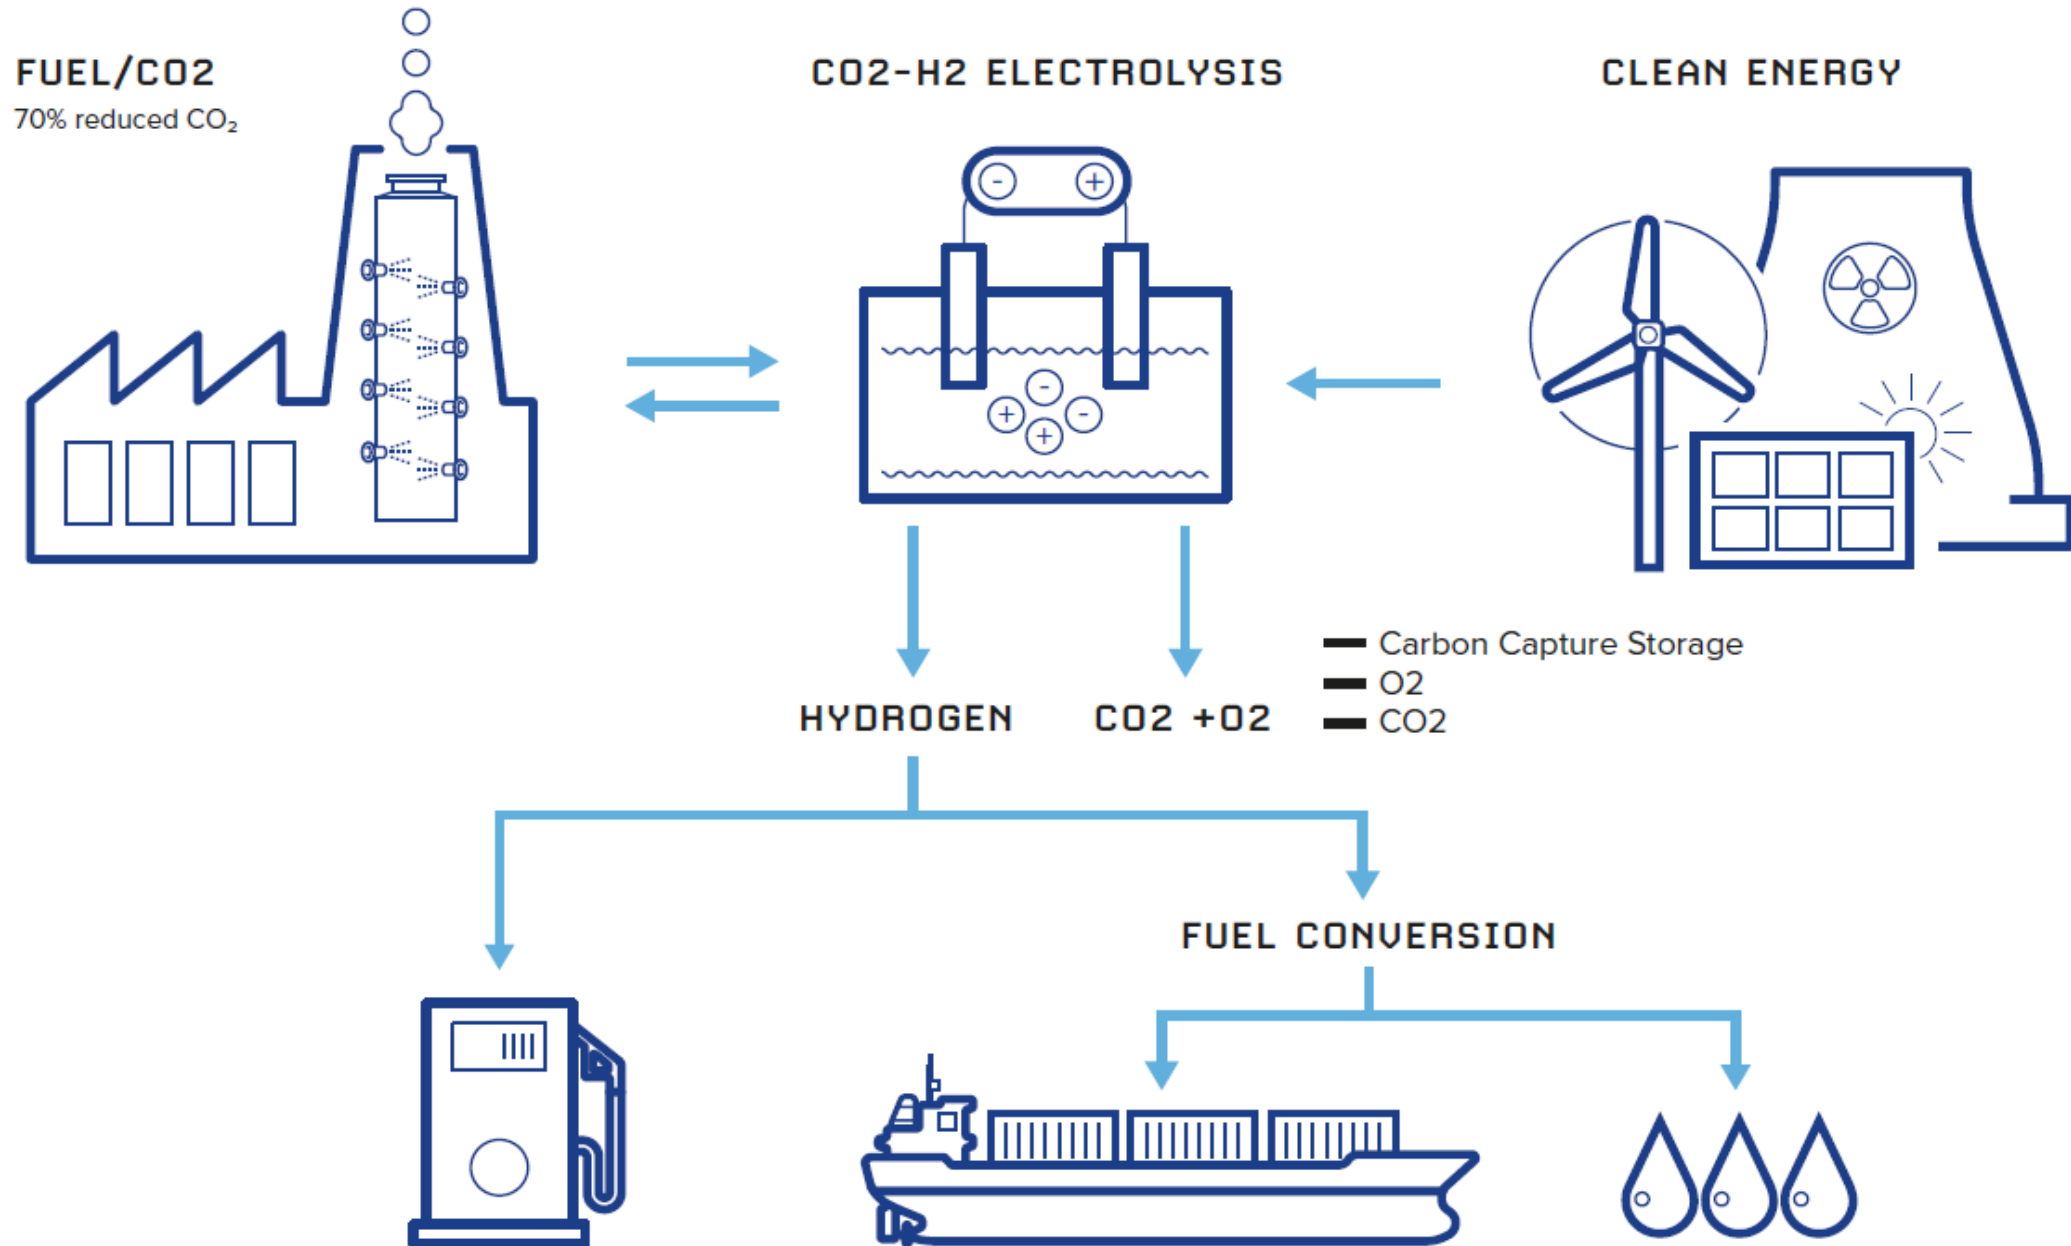 FUEL/CO2
70% reduced CO₂
CO2-H2 ELECTROLYSIS
CLEAN ENERGY
- +
-
+ -
+
Carbon Capture Storage
O2
CO2
HYDROGEN
CO2 +O2
FUEL CONVERSION